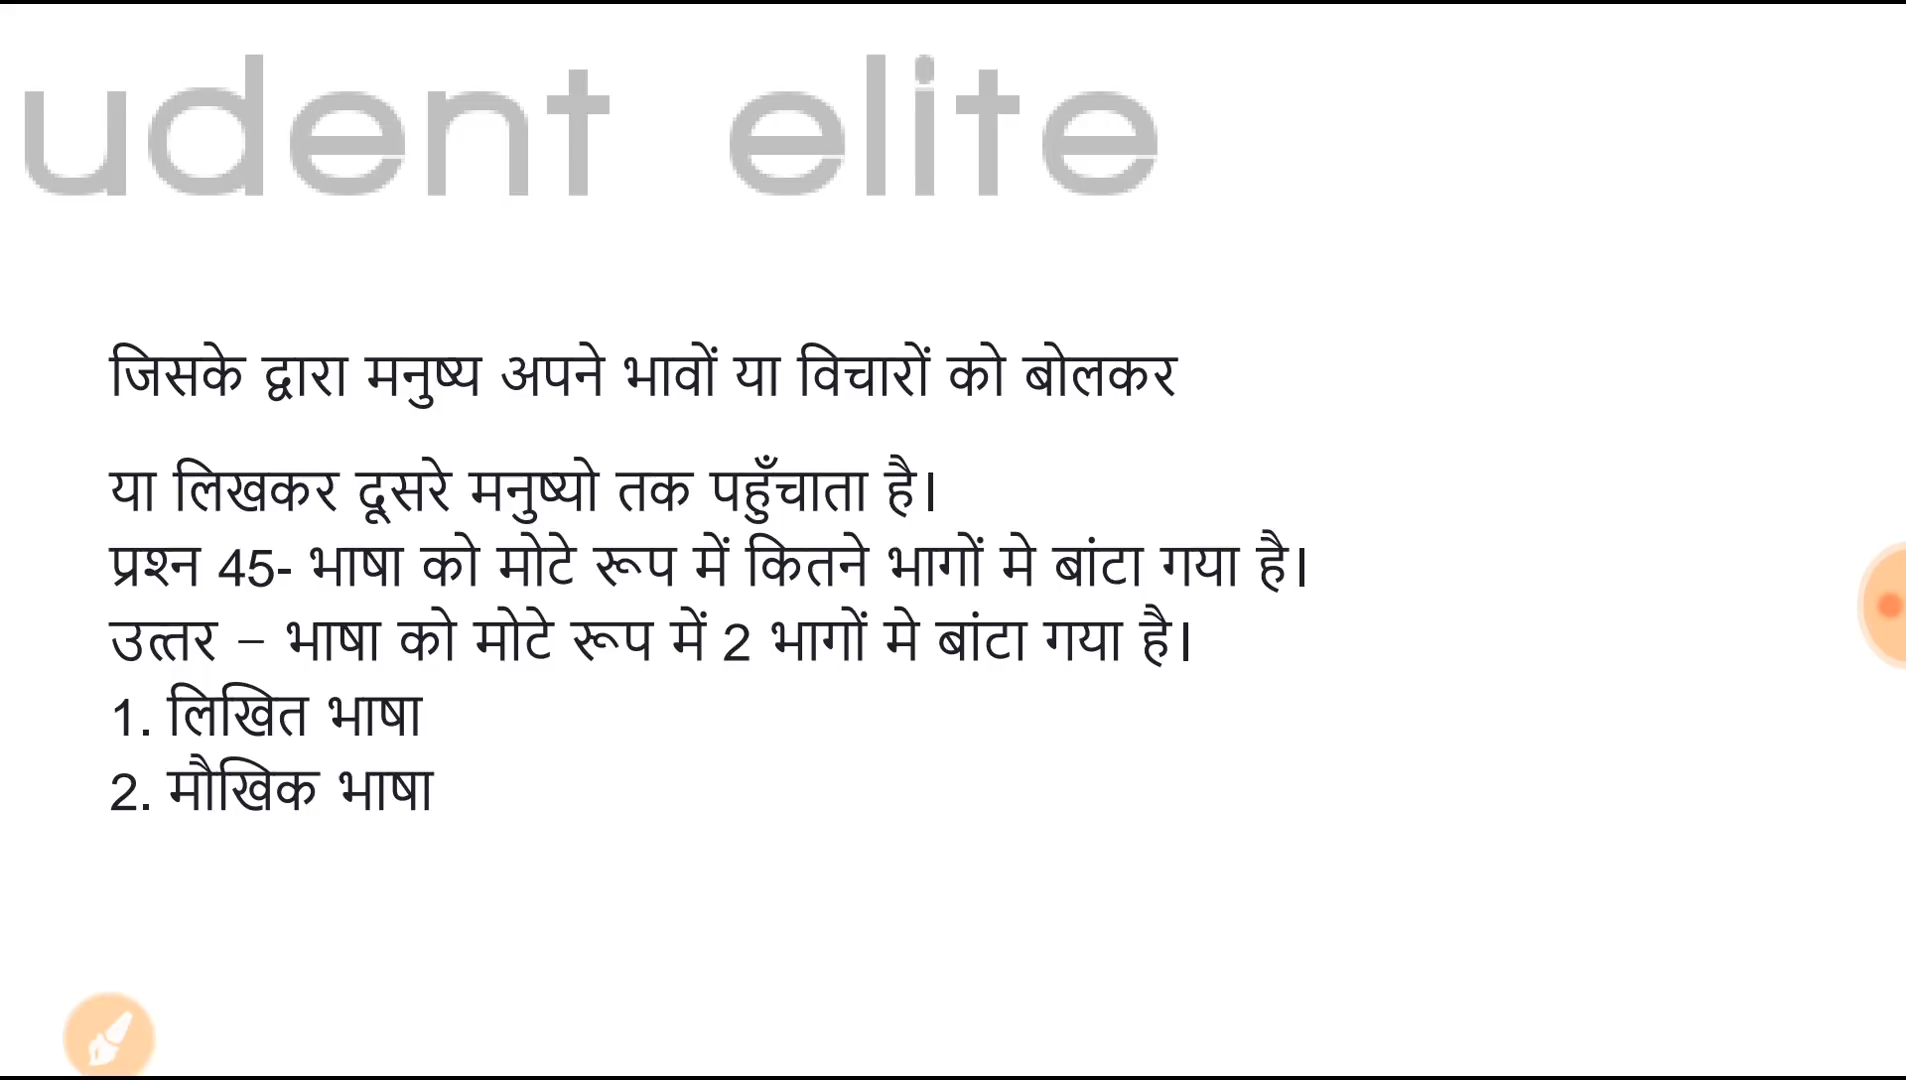 udent elite
जिसके द्वारा मनुष्य अपने भावों या विचारों को बोलकर
या लिखकर दूसरे मनुष्यो तक पहुँचाता है।
प्रश्न 45- भाषा को मोटे रूप में कितने भागों मे बांटा गया है।
उत्तर – भाषा को मोटे रूप में 2 भागों मे बांटा गया है।
1. लिखित भाषा
2. मौखिक भाषा